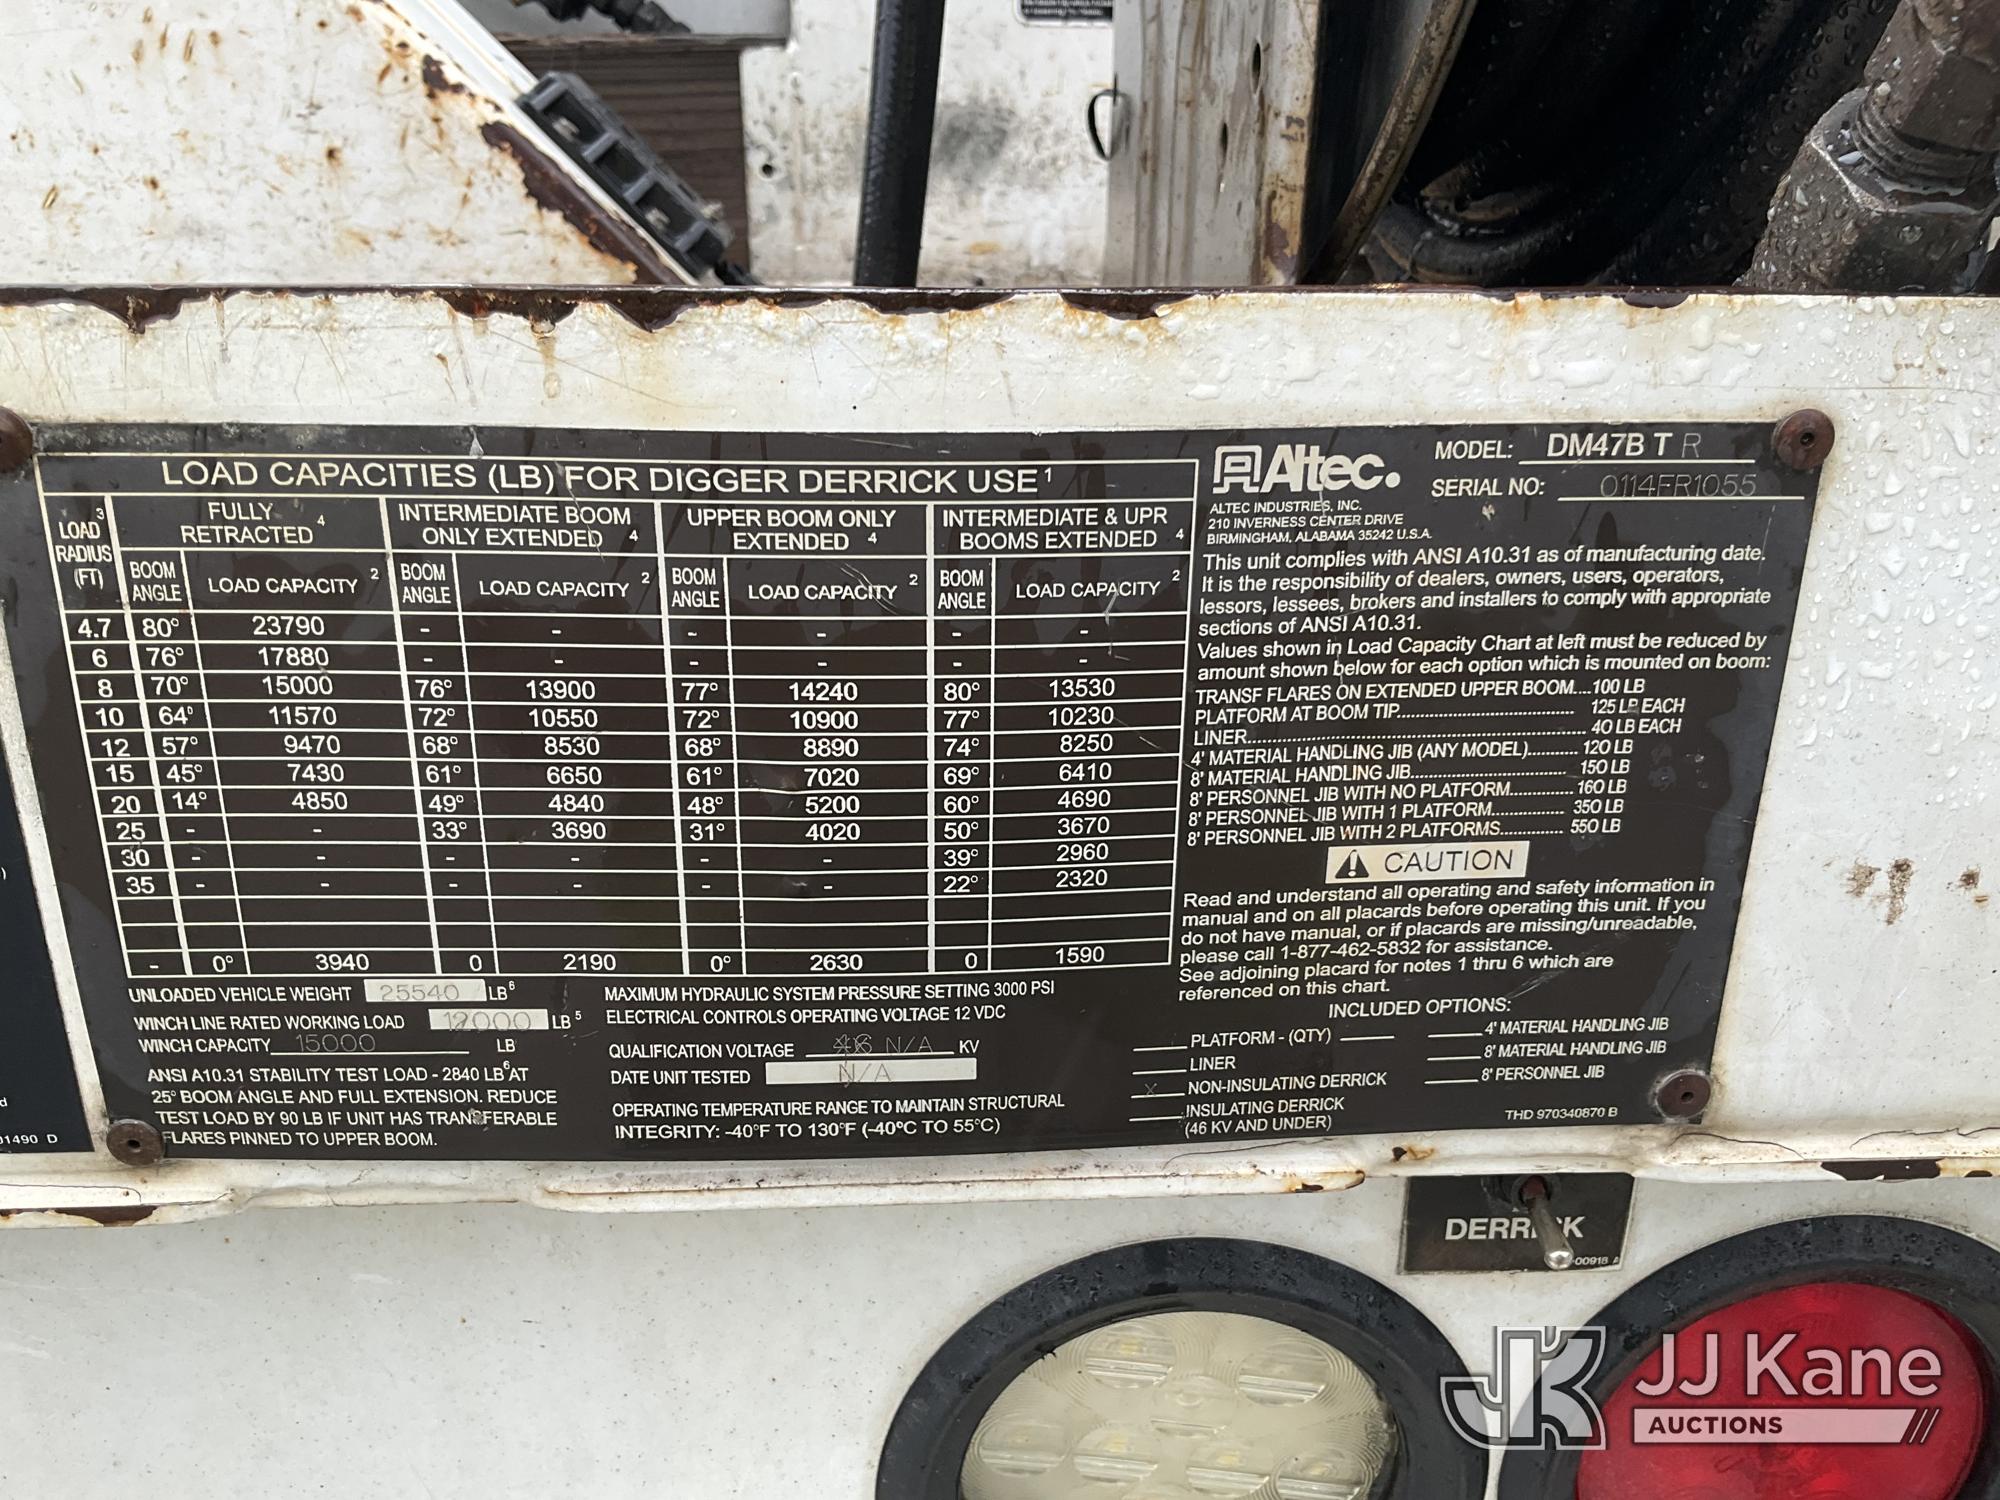 LOAD CAPACITIES (LB) FOR DIGGER DERRICK USE 1
LOAD RADIUS (FT) 3
FULLY RETRACTED 4
INTERMEDIATE BOOM ONLY EXTENDED 4
UPPER BOOM ONLY EXTENDED 4
INTERMEDIATE & UPR BOOMS EXTENDED 4
BOOM ANGLE LOAD CAPACITY 2 BOOM ANGLE LOAD CAPACITY 2 BOOM ANGLE LOAD CAPACITY 2 BOOM ANGLE LOAD CAPACITY 2
4.7 80° 23790 - - - - - -
6 76° 17880 - - - - - -
8 70° 15000 76° 13900 77° 14240 80° 13530
10 64° 11570 72° 10550 72° 10900 77° 10230
12 57° 9470 68° 8530 68° 8890 74° 8250
15 45° 7430 61° 6650 61° 7020 69° 6410
20 14° 4850 49° 4840 48° 5200 60° 4690
25 - - 33° 3690 31° 4020 50° 3670
30 - - - - - - 39° 2960
35 - - - - - - 22° 2320
- 0° 3940 0 2190 0° 2630 0 1590
UNLOADED VEHICLE WEIGHT 25540 LB 6
WINCH LINE RATED WORKING LOAD 12000 LB 5
WINCH CAPACITY 15000 LB
ANSI A10.31 STABILITY TEST LOAD - 2840 LB 6 AT
25° BOOM ANGLE AND FULL EXTENSION. REDUCE
TEST LOAD BY 90 LB IF UNIT HAS TRANSFERABLE
FLARES PINNED TO UPPER BOOM.
MAXIMUM HYDRAULIC SYSTEM PRESSURE SETTING 3000 PSI
ELECTRICAL CONTROLS OPERATING VOLTAGE 12 VDC
QUALIFICATION VOLTAGE 46 N/A KV
DATE UNIT TESTED N/A
OPERATING TEMPERATURE RANGE TO MAINTAIN STRUCTURAL
INTEGRITY: -40°F TO 130°F (-40°C TO 55°C)
Altec.
MODEL: DM47B T R
SERIAL NO: 0114FR1055
ALTEC INDUSTRIES, INC.
210 INVERNESS CENTER DRIVE
BIRMINGHAM, ALABAMA 35242 U.S.A.
This unit complies with ANSI A10.31 as of manufacturing date.
It is the responsibility of dealers, owners, users, operators,
lessors, lessees, brokers and installers to comply with appropriate
sections of ANSI A10.31.
Values shown in Load Capacity Chart at left must be reduced by
amount shown below for each option which is mounted on boom:
TRANSF FLARES ON EXTENDED UPPER BOOM....100 LB
PLATFORM AT BOOM TIP.................... 125 LB EACH
LINER.................... 40 LB EACH
4' MATERIAL HANDLING JIB (ANY MODEL)........... 120 LB
8' MATERIAL HANDLING JIB.................... 150 LB
8' PERSONNEL JIB WITH NO PLATFORM.............. 160 LB
8' PERSONNEL JIB WITH 1 PLATFORM................ 350 LB
8' PERSONNEL JIB WITH 2 PLATFORMS.............. 550 LB
CAUTION
Read and understand all operating and safety information in
manual and on all placards before operating this unit. If you
do not have manual, or if placards are missing/unreadable,
please call 1-877-462-5832 for assistance.
See adjoining placard for notes 1 thru 6 which are
referenced on this chart.
INCLUDED OPTIONS:
PLATFORM - (QTY)
LINER
X NON-INSULATING DERRICK
INSULATING DERRICK
(46 KV AND UNDER)
4' MATERIAL HANDLING JIB
8' MATERIAL HANDLING JIB
8' PERSONNEL JIB
THD 970340870 B
01490 D
DERRICK
00918 A
JK
JJ Kane
AUCTIONS